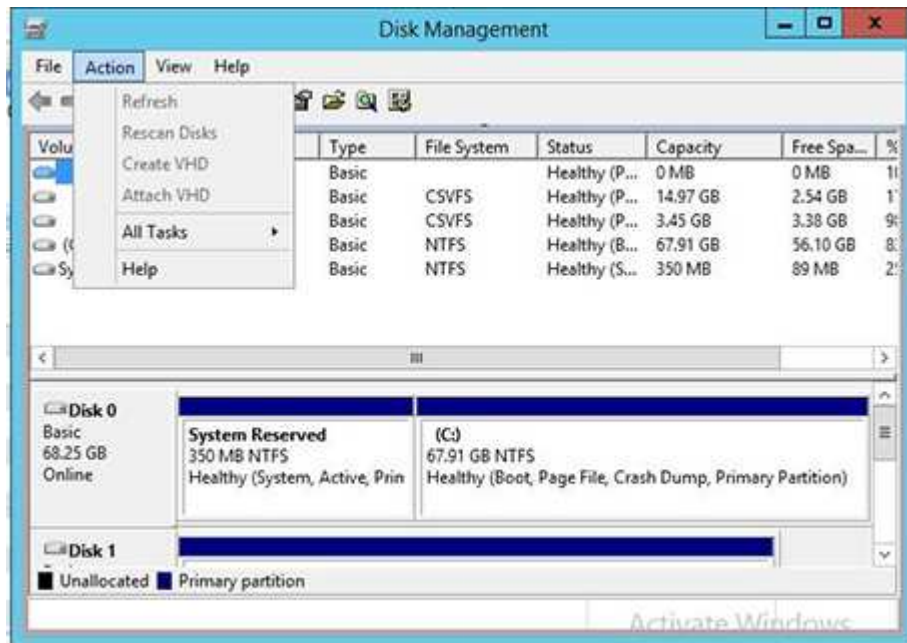 Disk Management
File Action View Help
Refresh
Rescan Disks
Create VHD
Attach VHD
All Tasks
Help
Volu Type File System Status Capacity Free Spa... %
Basic Healthy (P... 0 MB 0 MB
Basic CSVFS Healthy (P... 14.97 GB 2.54 GB
Basic CSVFS Healthy (P... 3.45 GB 3.38 GB
Basic NTFS Healthy (B... 67.91 GB 56.10 GB
Sy Basic NTFS Healthy (S... 350 MB 89 MB
Disk 0
Basic
68.25 GB
Online
System Reserved
350 MB NTFS
Healthy (System, Active, Prin
(C:)
67.91 GB NTFS
Healthy (Boot, Page File, Crash Dump, Primary Partition)
Disk 1
Unallocated Primary partition
Activate Windows